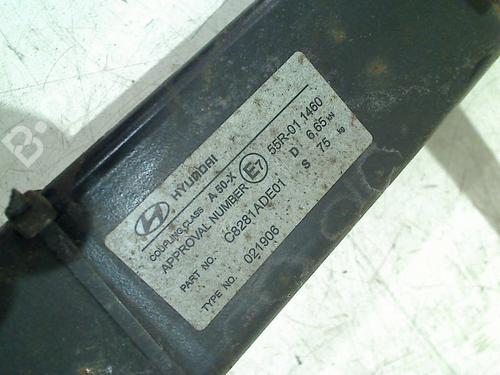 HYUNDAI
COUPLING CLASS A 50-X D 6,65 kN
APPROVAL NUMBER E7 55R-01 1460
S 75 kg
PART NO. C8281ADE01
TYPE NO. 021906
B